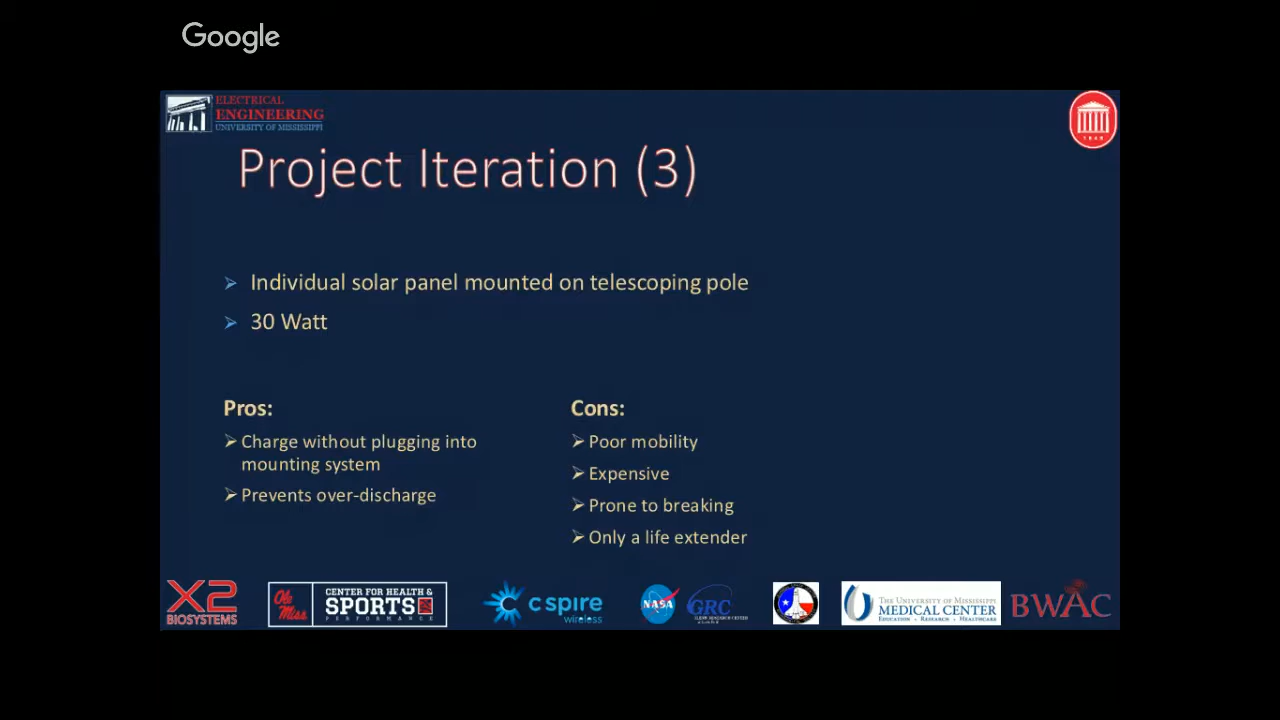 Google
ELECTRICAL
ENGINEERING
UNIVERSITY OF MISSISSIPPI
1848
Project Iteration (3)
Individual solar panel mounted on telescoping pole
30 Watt
Pros:
Charge without plugging into
mounting system
Prevents over-discharge
Cons:
Poor mobility
Expensive
Prone to breaking
Only a life extender
X2
BIOSYSTEMS
Ole
Miss
CENTER FOR HEALTH &
SPORTS
PERFORMANCE
c spire
wireless
NASA
GRC
THE UNIVERSITY OF MISSISSIPPI
MEDICAL CENTER
EDUCATION • RESEARCH • HEALTHCARE
BWAC